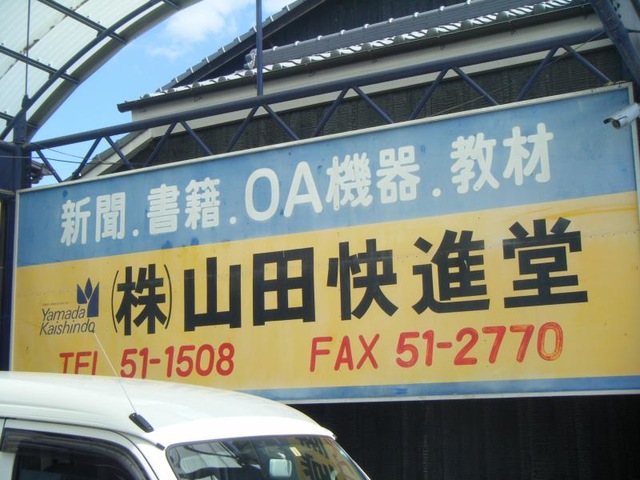 新聞.書籍.OA機器.教材
Yamada
Kaishindo
(株)山田快進堂
TEL 51-1508 FAX 51-2770